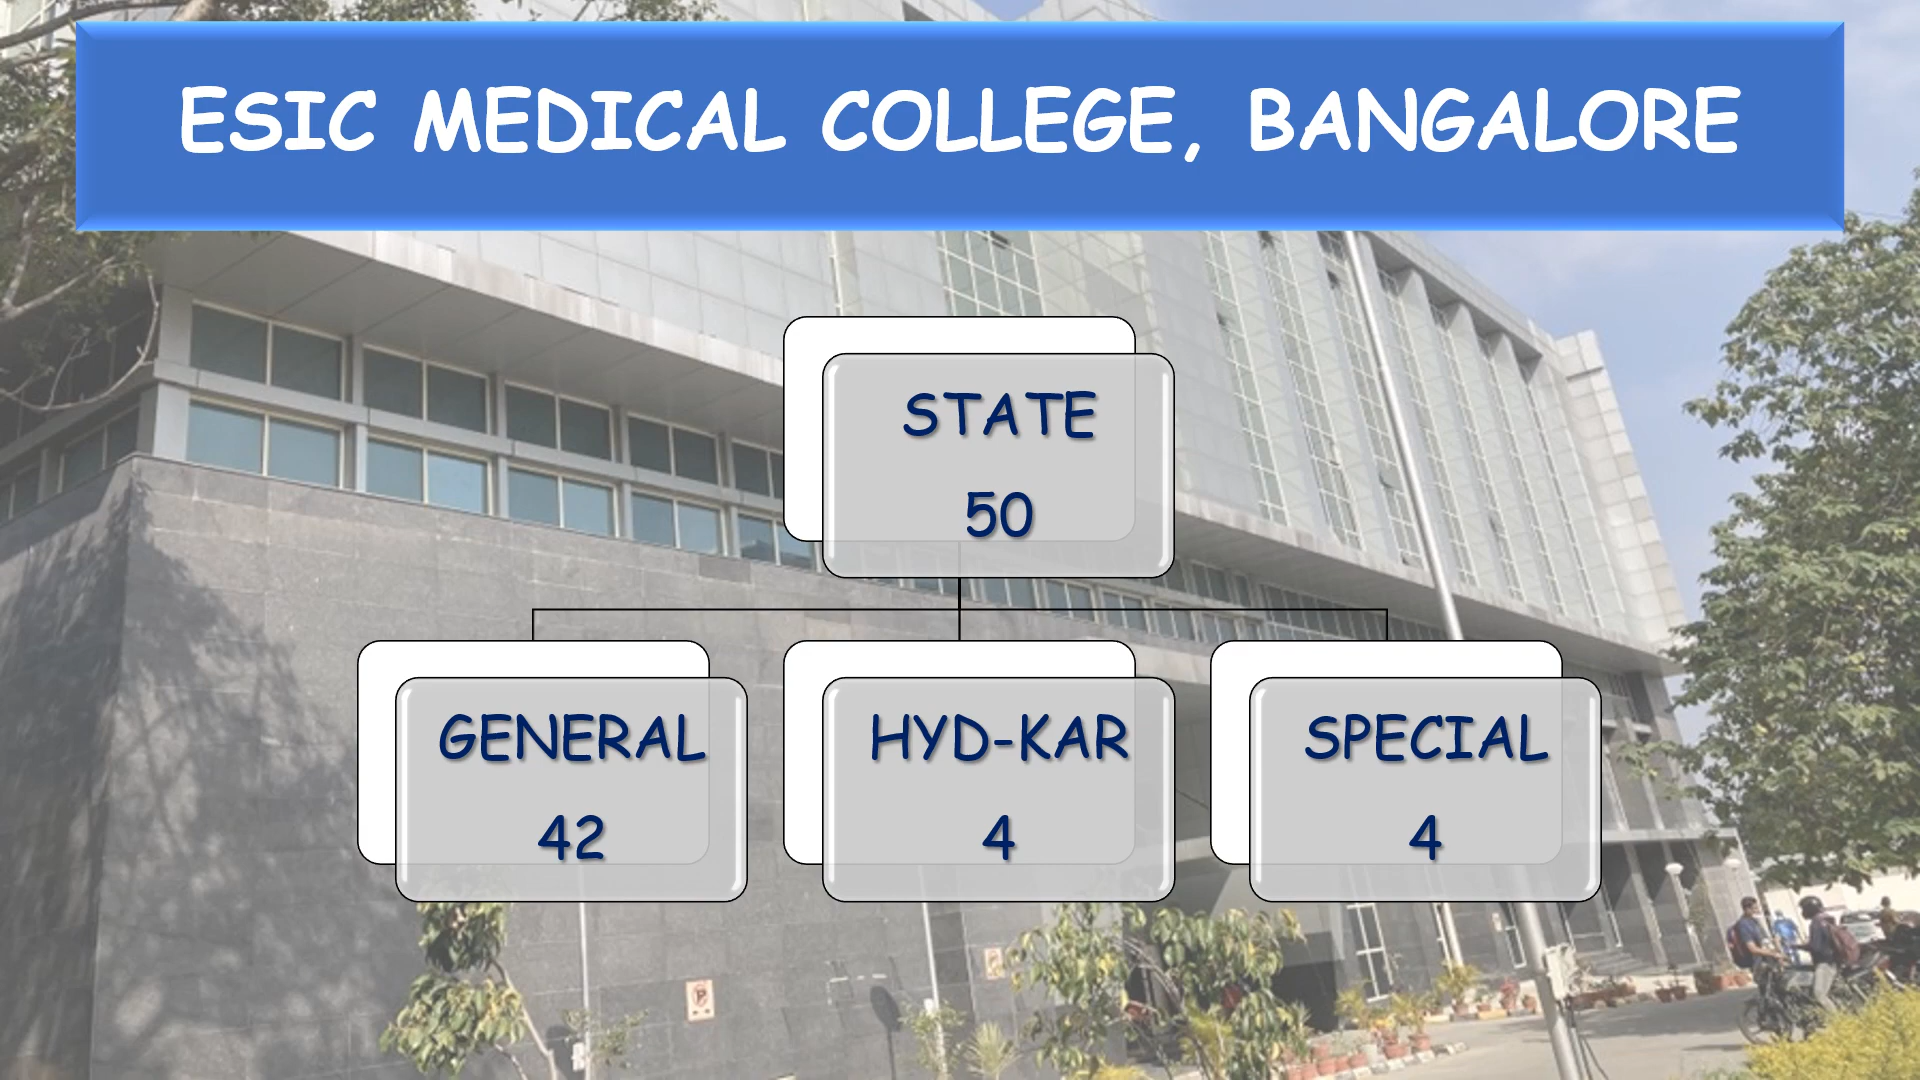 ESIC MEDICAL COLLEGE, BANGALORE
STATE
50
GENERAL
42
HYD-KAR
4
SPECIAL
4